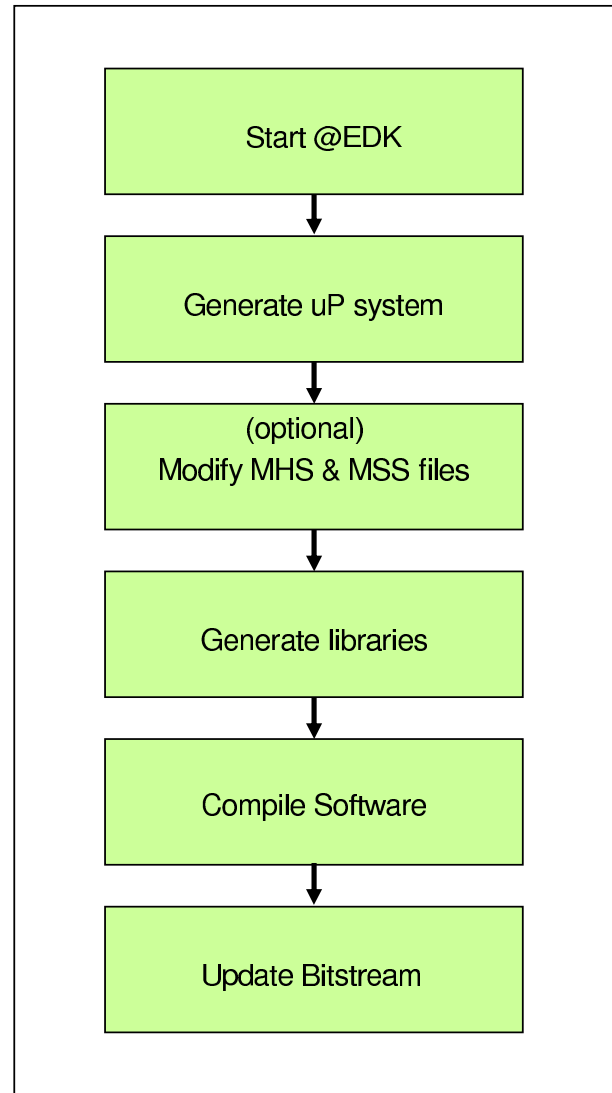 Start @EDK
Generate uP system
(optional)
Modify MHS & MSS files
Generate libraries
Compile Software
Update Bitstream